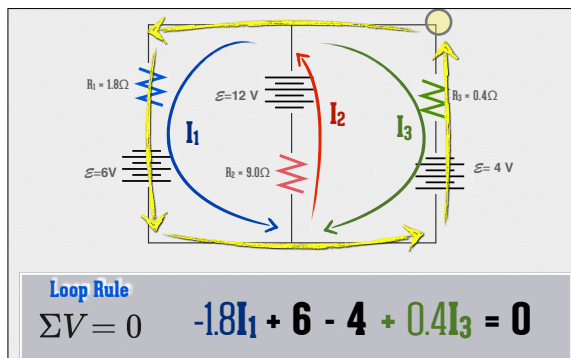 R₁ = 1.8Ω
ℰ=12 V
R₃ = 0.4Ω
I₁
I₂
I₃
ℰ=6V
R₂ = 9.0Ω
ℰ= 4 V
Loop Rule
ΣV = 0
-1.8I₁ + 6 - 4 + 0.4I₃ = 0